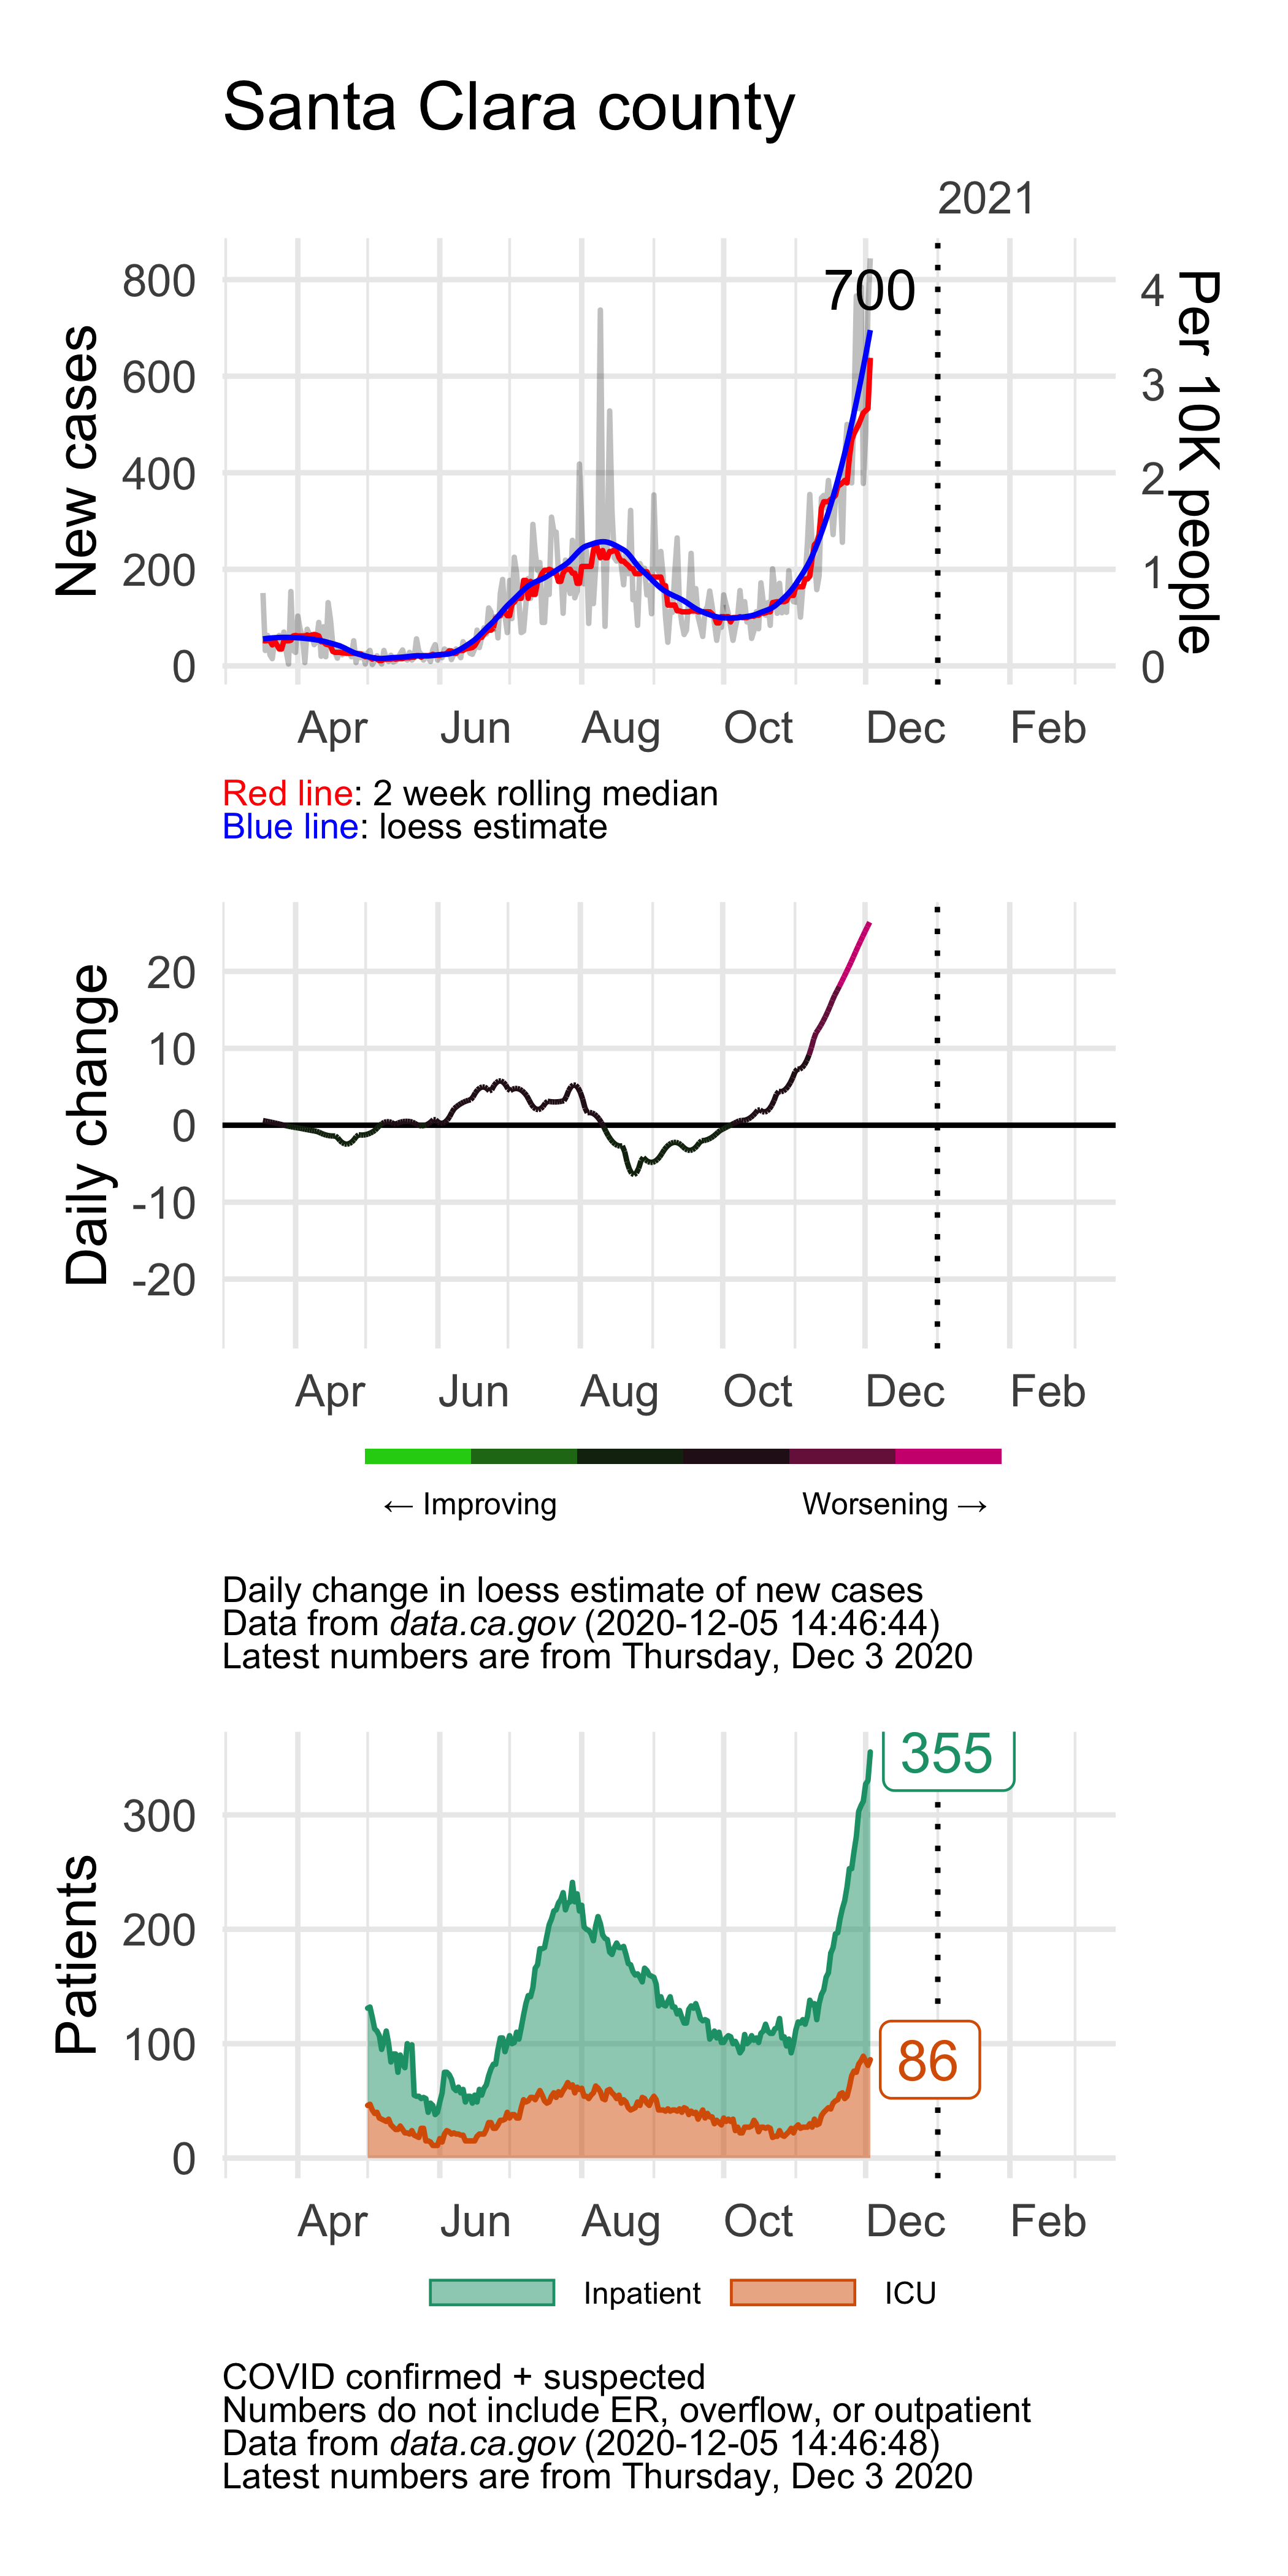 Santa Clara county
2021
New cases
800
600
400
200
0
700
4
3
2
1
0
Per 10K people
Apr Jun Aug Oct Dec Feb
Red line: 2 week rolling median
Blue line: loess estimate
Daily change
20
10
0
-10
-20
Apr Jun Aug Oct Dec Feb
← Improving Worsening →
Daily change in loess estimate of new cases
Data from data.ca.gov (2020-12-05 14:46:44)
Latest numbers are from Thursday, Dec 3 2020
Patients
300
200
100
0
355
86
Apr Jun Aug Oct Dec Feb
Inpatient ICU
COVID confirmed + suspected
Numbers do not include ER, overflow, or outpatient
Data from data.ca.gov (2020-12-05 14:46:48)
Latest numbers are from Thursday, Dec 3 2020